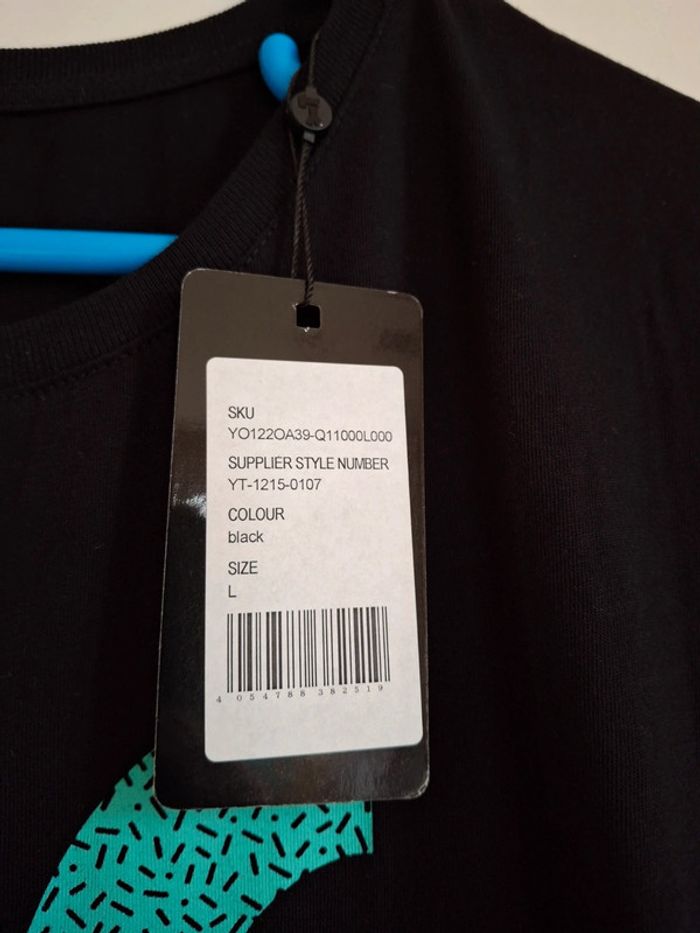 SKU
YO122OA39-Q11000L000
SUPPLIER STYLE NUMBER
YT-1215-0107
COLOUR
black
SIZE
L
4 054788 382519